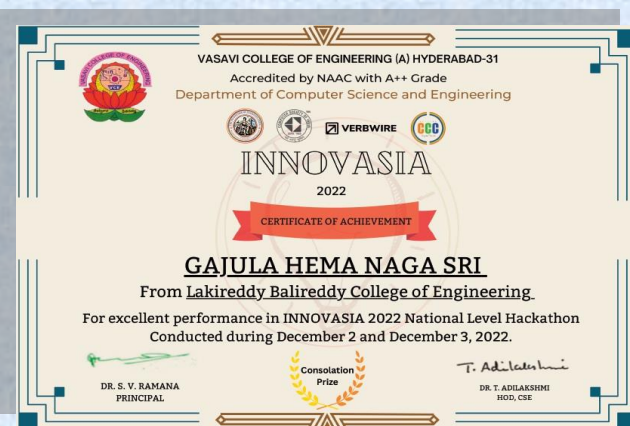 VASAVI COLLEGE OF ENGINEERING (A) HYDERABAD-31
Accredited by NAAC with A++ Grade
Department of Computer Science and Engineering
VERBWIRE
CCC
INNOVASIA
2022
CERTIFICATE OF ACHIEVEMENT
GAJULA HEMA NAGA SRI
From Lakireddy Balireddy College of Engineering
For excellent performance in INNOVASIA 2022 National Level Hackathon
Conducted during December 2 and December 3, 2022.
Consolation
Prize
T. Adilakshmi
DR. S. V. RAMANA
PRINCIPAL
DR. T. ADILAKSHMI
HOD, CSE